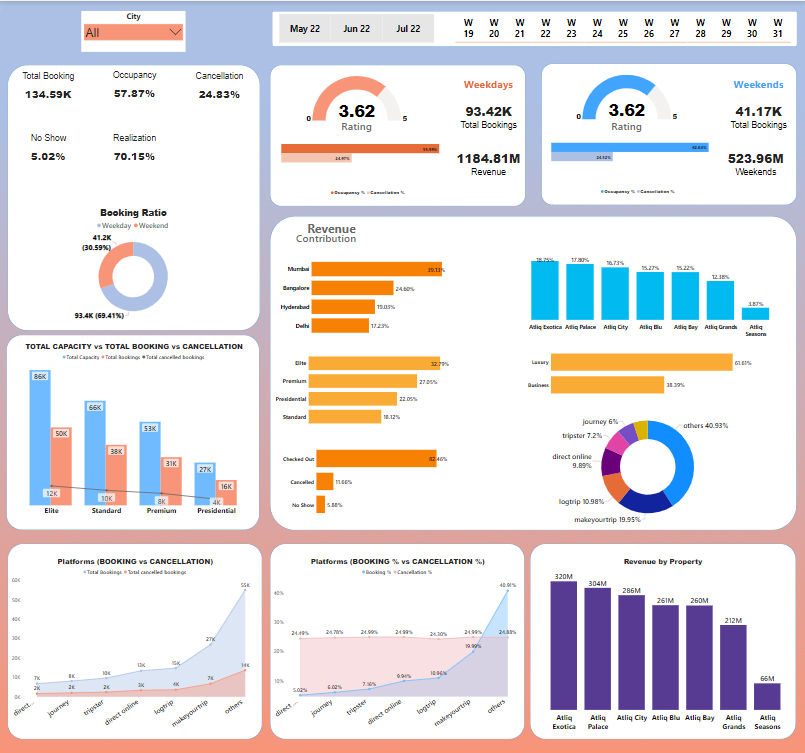 City
All
May 22
Jun 22
Jul 22
W 19
W 20
W 21
W 22
W 23
W 24
W 25
W 26
W 27
W 28
W 29
W 30
W 31
Total Booking
134.59K
Occupancy
57.87%
Cancellation
24.83%
No Show
5.02%
Realization
70.15%
Booking Ratio
Weekday Weekend
41.2K
(30.59%)
93.4K (69.41%)
Weekdays
3.62
Rating
0
5
93.42K
Total Bookings
1184.81M
Revenue
24.97%
Occupancy % Cancellation %
Weekends
3.62
Rating
0
5
41.17K
Total Bookings
523.96M
Weekends
24.52%
Occupancy % Cancellation %
Revenue
Contribution
Mumbai
39.13%
Bangalore
24.60%
Hyderabad
19.03%
Delhi
17.23%
18.75%
17.80%
16.73%
15.27%
15.22%
12.38%
3.87%
Atliq Exotica
Atliq Palace
Atliq City
Atliq Blu
Atliq Bay
Atliq Grands
Atliq
Seasons
Elite
32.79%
Premium
27.05%
Presidential
22.05%
Standard
18.12%
Luxury
61.61%
Business
38.39%
Checked Out
82.46%
Cancelled
11.66%
No Show
5.88%
journey 6%
tripster 7.2%
direct online
9.89%
logtrip 10.98%
makeyourtrip 19.95%
others 40.93%
TOTAL CAPACITY vs TOTAL BOOKING vs CANCELLATION
Total Capacity Total Bookings Total cancelled bookings
86K
50K
12K
66K
38K
10K
53K
31K
8K
27K
16K
4K
Elite
Standard
Premium
Presidential
Platforms (BOOKING vs CANCELLATION)
Total Bookings Total cancelled bookings
60K
50K
40K
30K
20K
10K
0K
7K
8K
10K
13K
15K
27K
55K
2K
2K
2K
3K
4K
7K
14K
direct...
journey
tripster
direct online
logtrip
makeyourtrip
others
Platforms (BOOKING % vs CANCELLATION %)
Booking % Cancellation %
40%
30%
20%
10%
24.49%
24.78%
24.99%
24.99%
24.30%
24.99%
24.88%
5.02%
6.02%
7.16%
9.94%
10.96%
19.99%
40.91%
direct ...
journey
tripster
direct online
logtrip
makeyourtrip
others
Revenue by Property
320M
304M
286M
261M
260M
212M
66M
Atliq
Exotica
Atliq
Palace
Atliq City
Atliq Blu
Atliq Bay
Atliq
Grands
Atliq
Seasons